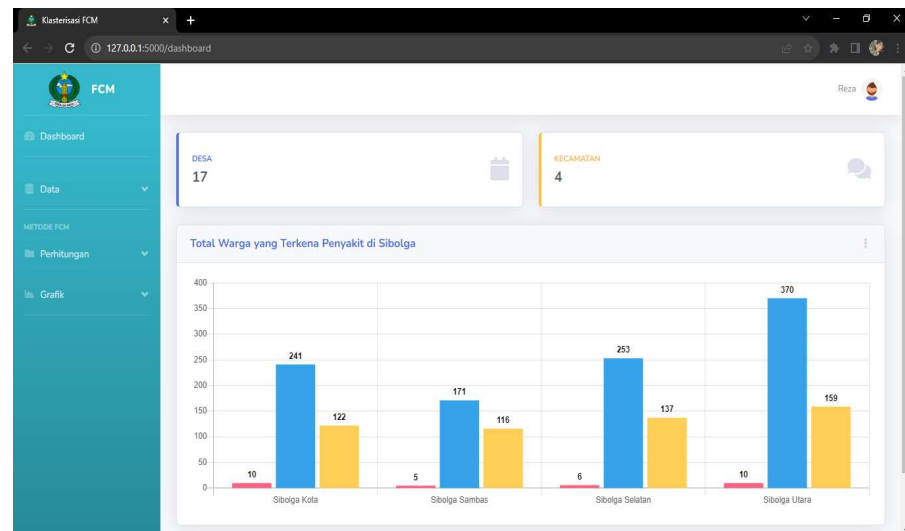 Klasterisasi FCM
127.0.0.1:5000/dashboard
FCM
Reza
Dashboard
DESA
17
KECAMATAN
4
Data
METODE FCM
Perhitungan
Grafik
Total Warga yang Terkena Penyakit di Sibolga
400
350
300
250
200
150
100
50
0
10
241
122
5
171
116
6
253
137
10
370
159
Sibolga Kota
Sibolga Sambas
Sibolga Selatan
Sibolga Utara